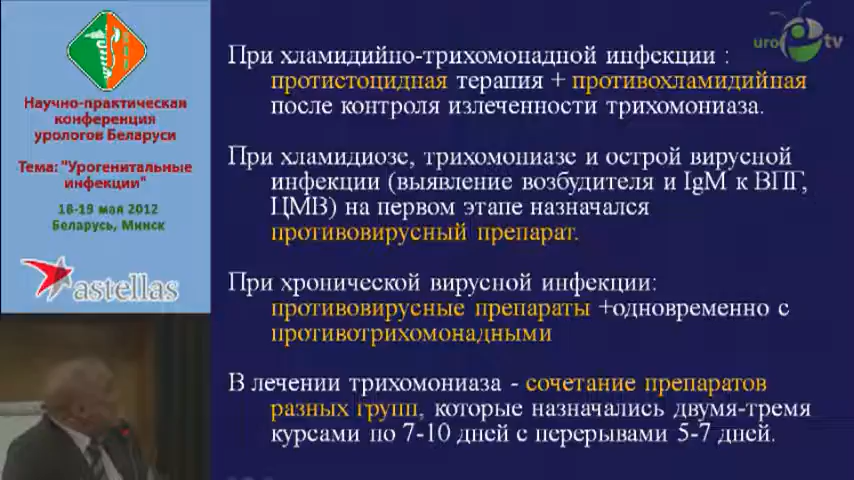 Научно-практическая
конференция
урологов Беларуси
Тема: "Урогенитальные
инфекции"
18-19 мая 2012
Беларусь, Минск
astellas
uro tv
При хламидийно-трихомонадной инфекции :
протистоцидная терапия + противохламидийная
после контроля излеченности трихомониаза.
При хламидиозе, трихомониазе и острой вирусной
инфекции (выявление возбудителя и IgM к ВПГ,
ЦМВ) на первом этапе назначался
противовирусный препарат.
При хронической вирусной инфекции:
противовирусные препараты +одновременно с
противотрихомонадными
В лечении трихомониаза - сочетание препаратов
разных групп, которые назначались двумя-тремя
курсами по 7-10 дней с перерывами 5-7 дней.